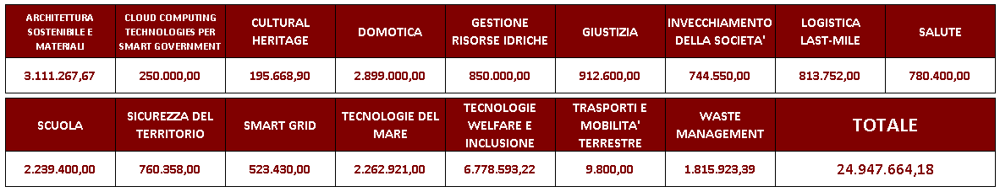 ARCHITETTURA
SOSTENIBILE E
MATERIALI
CLOUD COMPUTING
TECHNOLOGIES PER
SMART GOVERNMENT
CULTURAL
HERITAGE
DOMOTICA
GESTIONE
RISORSE IDRICHE
GIUSTIZIA
INVECCHIAMENTO
DELLA SOCIETA'
LOGISTICA
LAST-MILE
SALUTE
3.111.267,67
250.000,00
195.668,90
2.899.000,00
850.000,00
912.600,00
744.550,00
813.752,00
780.400,00
SCUOLA
SICUREZZA DEL
TERRITORIO
SMART GRID
TECNOLOGIE DEL
MARE
TECNOLOGIE
WELFARE E
INCLUSIONE
TRASPORTI E
MOBILITA'
TERRESTRE
WASTE
MANAGEMENT
TOTALE
2.239.400,00
760.358,00
523.430,00
2.262.921,00
6.778.593,22
9.800,00
1.815.923,39
24.947.664,18